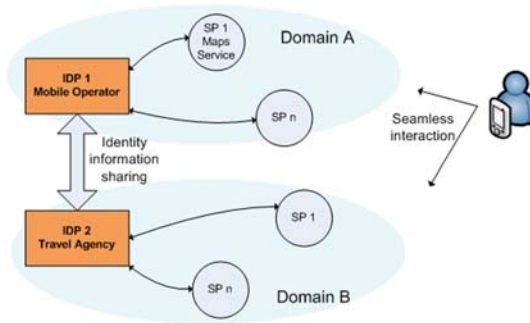 SP 1
Maps
Service
Domain A
IDP 1
Mobile Operator
SP n
Seamless
interaction
Identity
information
sharing
IDP 2
Travel Agency
SP 1
SP n
Domain B